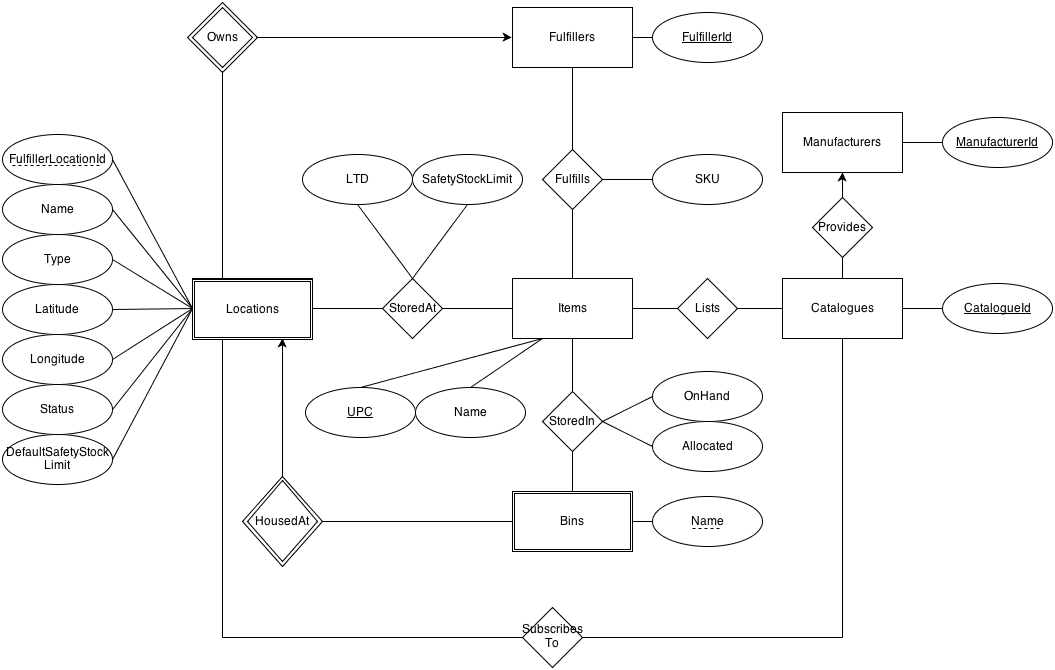 Owns
Fulfillers
FulfillerId
Manufacturers
ManufacturerId
FulfillerLocationId
LTD
SafetyStockLimit
Fulfills
SKU
Name
Provides
Type
Locations
StoredAt
Items
Lists
Catalogues
CatalogueId
Latitude
Longitude
Status
UPC
Name
OnHand
StoredIn
Allocated
DefaultSafetyStock
Limit
HousedAt
Bins
Name
Subscribes
To